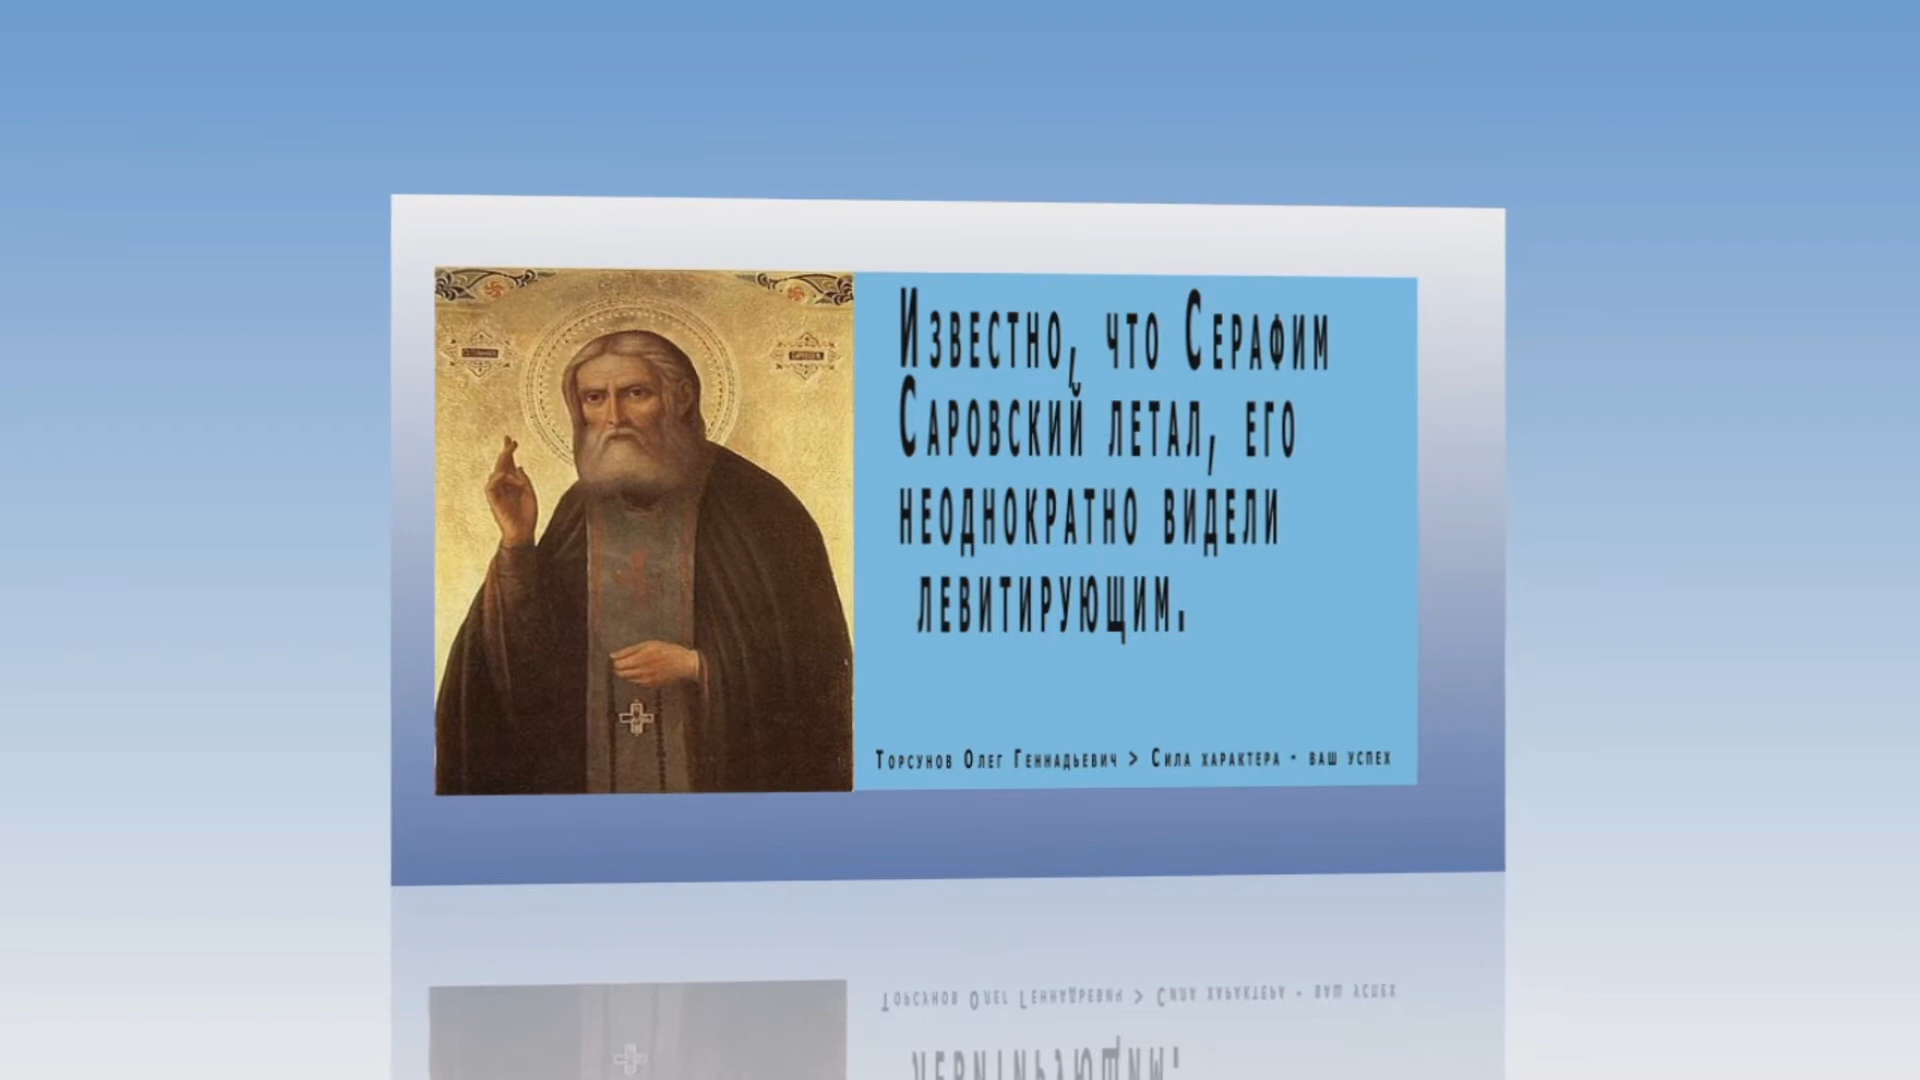 Известно, что Серафим
Саровский летал, его
неоднократно видели
левитирующим.
Торсунов Олег Геннадьевич > Сила характера - ваш успех